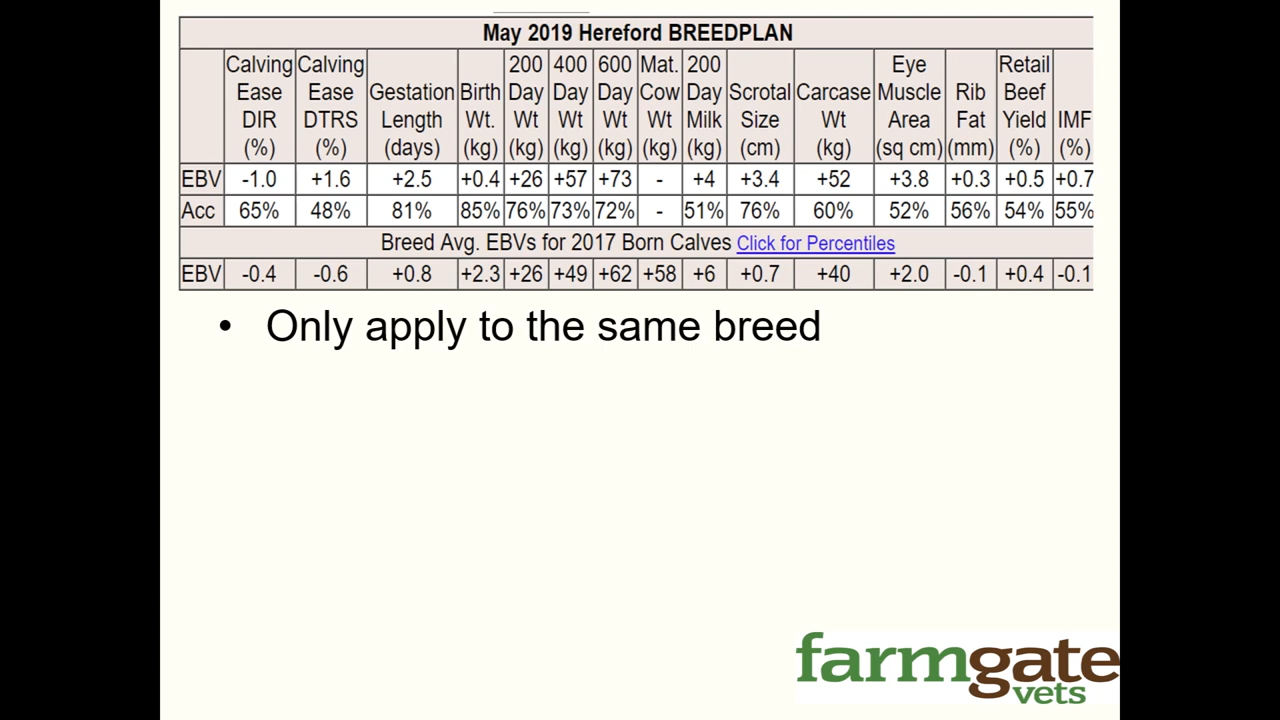 May 2019 Hereford BREEDPLAN
Calving Ease DIR (%) Calving Ease DTRS (%) Gestation Length (days) Birth Wt. (kg) 200 Day Wt (kg) 400 Day Wt (kg) 600 Day Wt (kg) Mat. Cow Wt (kg) 200 Day Milk (kg) Scrotal Size (cm) Carcase Wt (kg) Eye Muscle Area (sq cm) Rib Fat (mm) Retail Beef Yield (%) IMF (%)
EBV -1.0 +1.6 +2.5 +0.4 +26 +57 +73 - +4 +3.4 +52 +3.8 +0.3 +0.5 +0.7
Acc 65% 48% 81% 85% 76% 73% 72% - 51% 76% 60% 52% 56% 54% 55%
Breed Avg. EBVs for 2017 Born Calves Click for Percentiles
EBV -0.4 -0.6 +0.8 +2.3 +26 +49 +62 +58 +6 +0.7 +40 +2.0 -0.1 +0.4 -0.1
• Only apply to the same breed
farmgate
vets